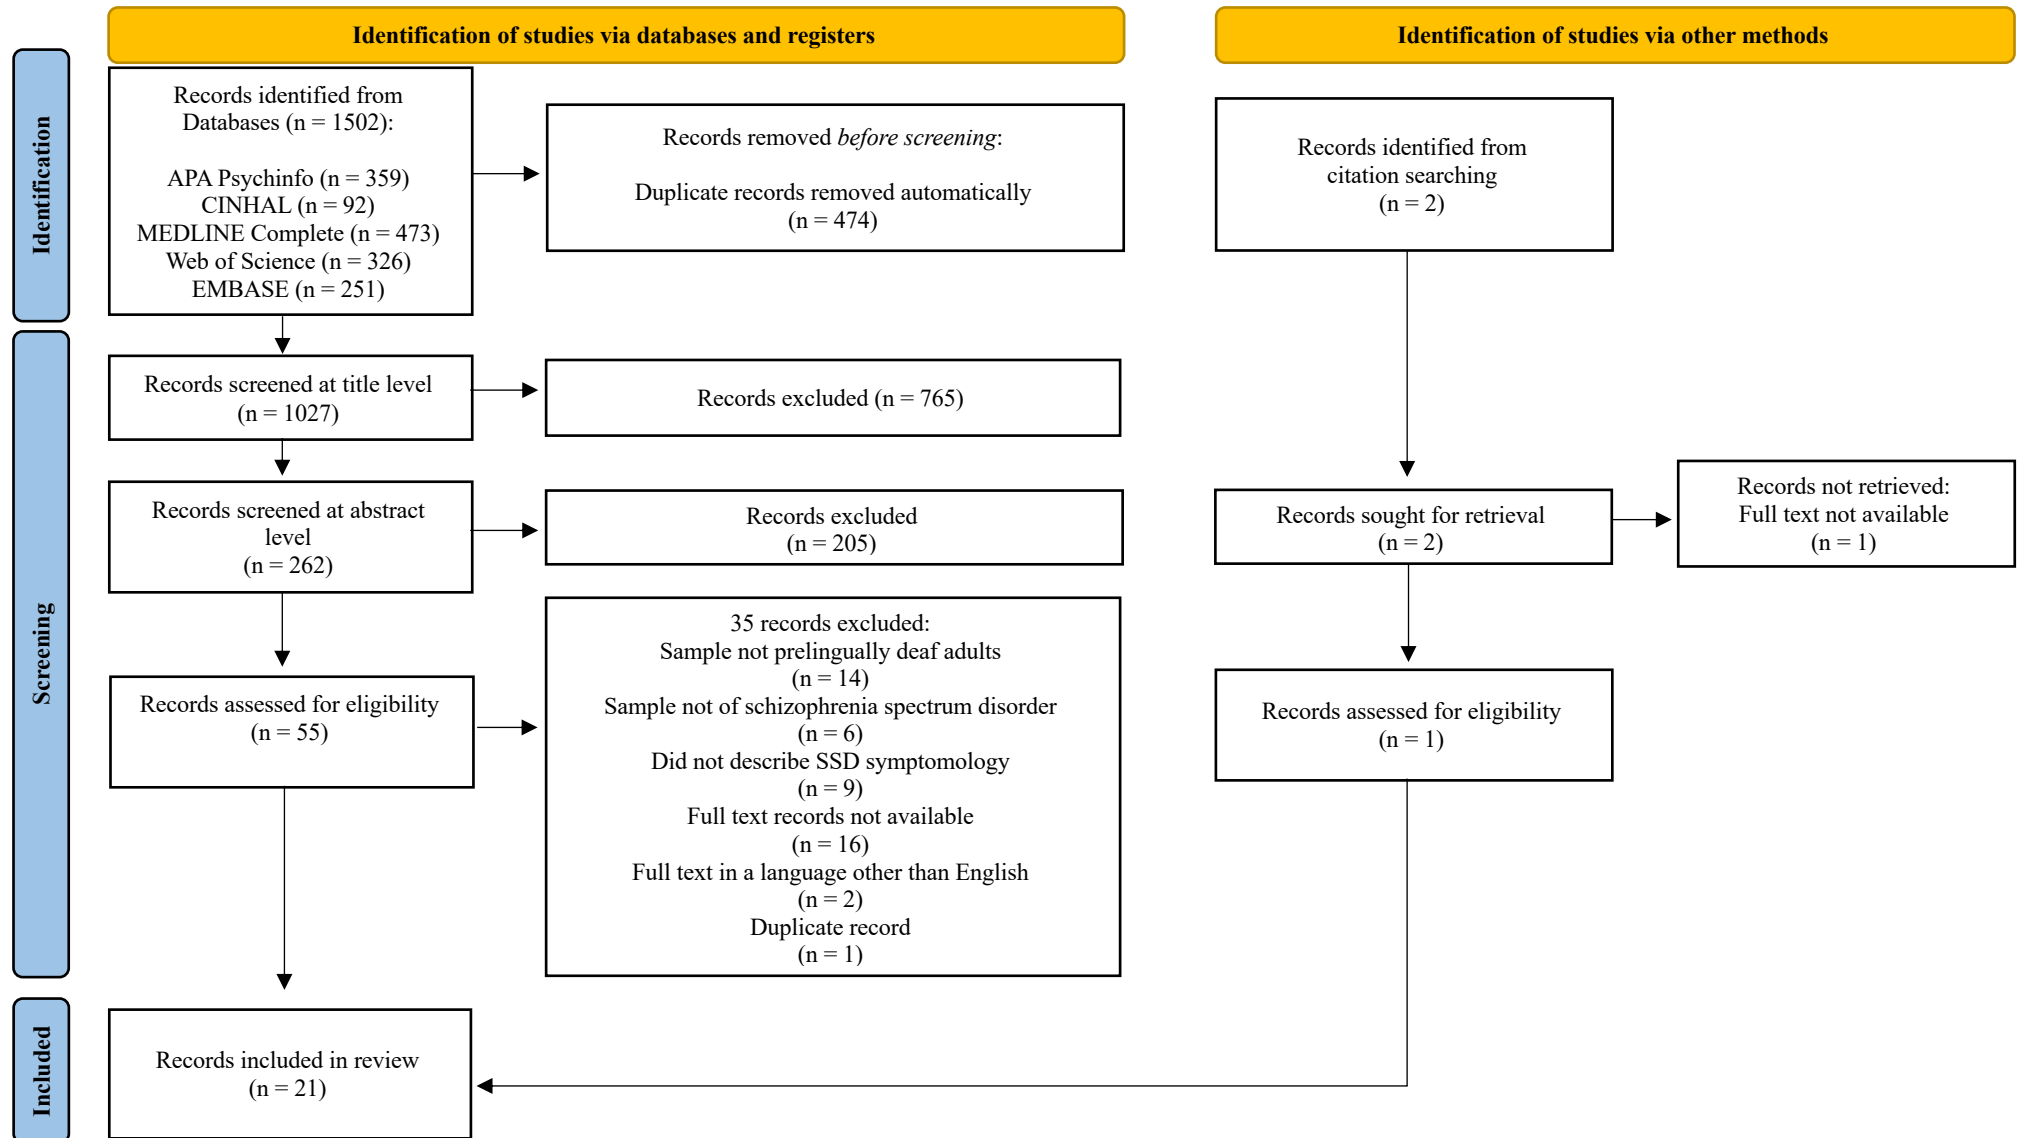 Identification of studies via databases and registers
Identification of studies via other methods
Identification
Records identified from
Databases (n = 1502):
APA Psychinfo (n = 359)
CINHAL (n = 92)
MEDLINE Complete (n = 473)
Web of Science (n = 326)
EMBASE (n = 251)
Records removed before screening:
Duplicate records removed automatically
(n = 474)
Records identified from
citation searching
(n = 2)
Screening
Records screened at title level
(n = 1027)
Records excluded (n = 765)
Records screened at abstract
level
(n = 262)
Records excluded
(n = 205)
Records sought for retrieval
(n = 2)
Records not retrieved:
Full text not available
(n = 1)
Records assessed for eligibility
(n = 55)
35 records excluded:
Sample not prelingually deaf adults
(n = 14)
Sample not of schizophrenia spectrum disorder
(n = 6)
Did not describe SSD symptomology
(n = 9)
Full text records not available
(n = 16)
Full text in a language other than English
(n = 2)
Duplicate record
(n = 1)
Records assessed for eligibility
(n = 1)
Included
Records included in review
(n = 21)